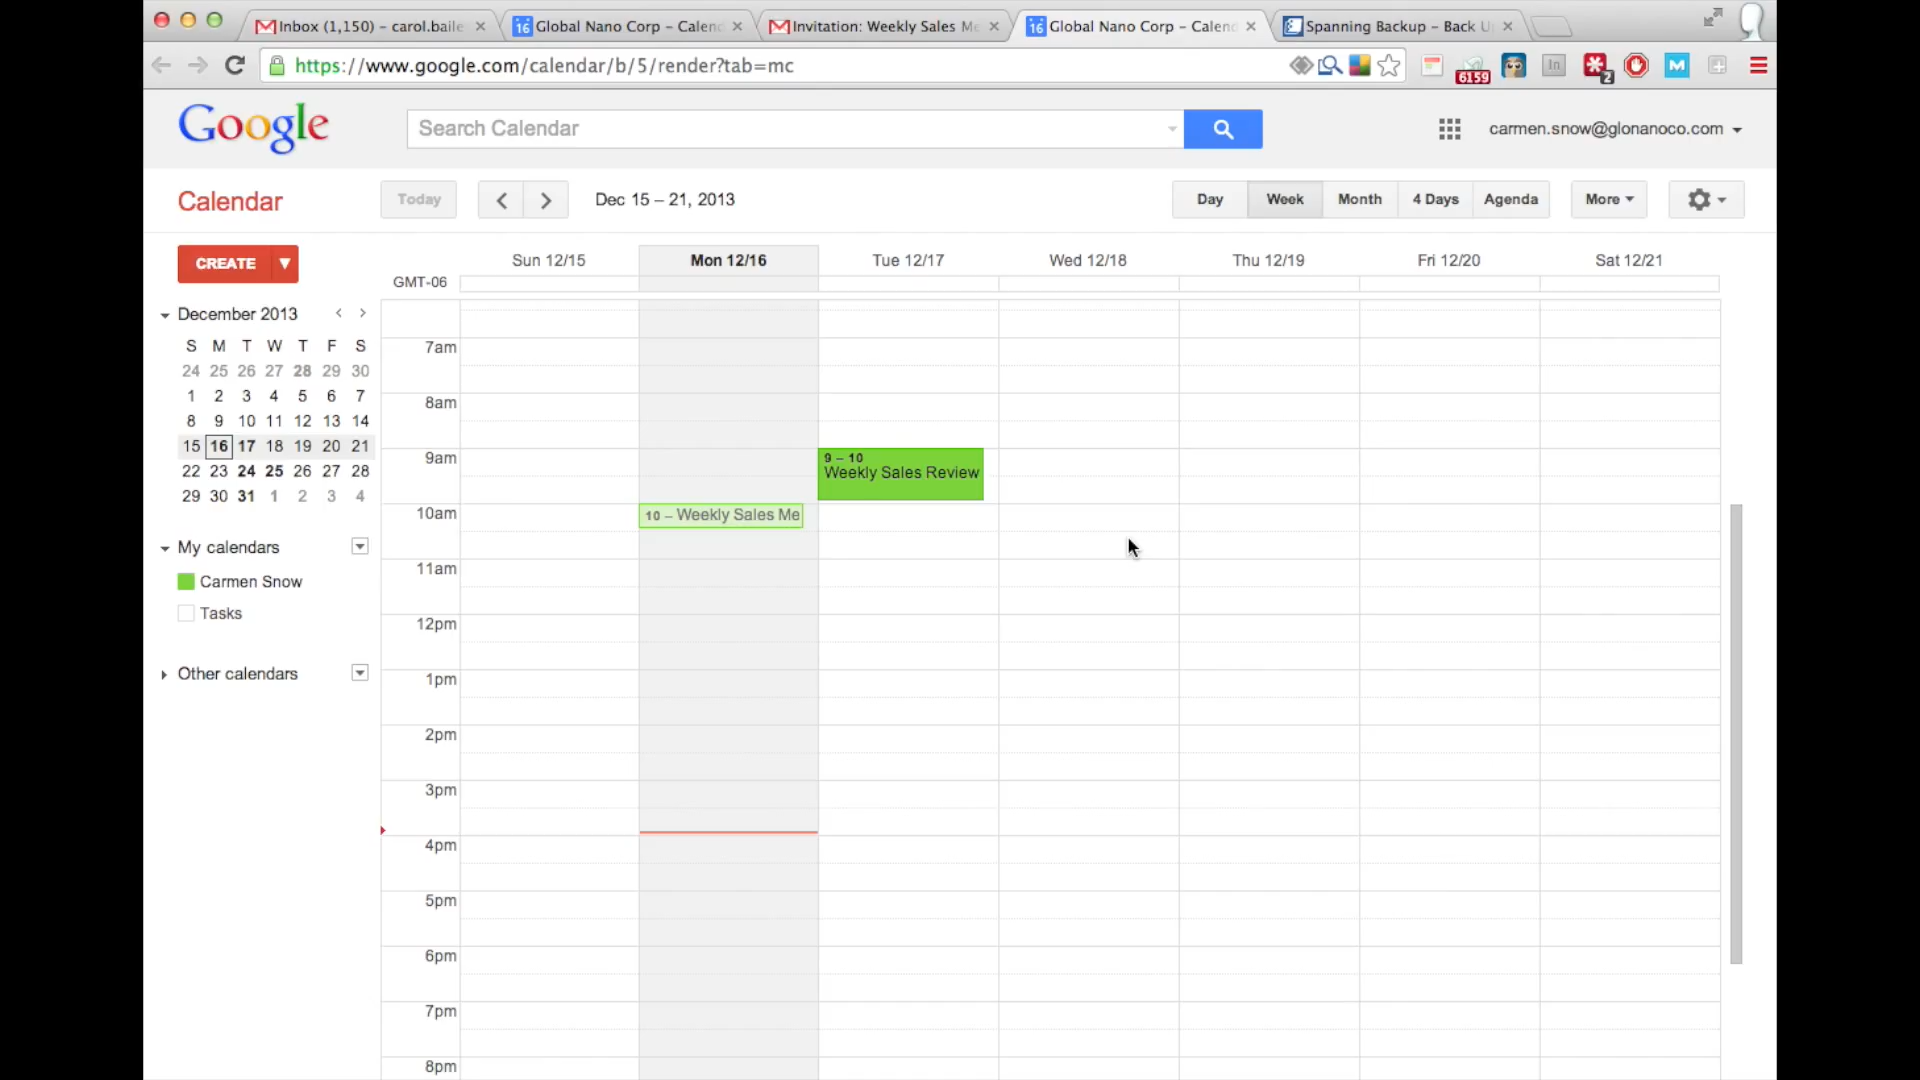 Inbox (1,150) – carol.baile
Global Nano Corp – Calend
Invitation: Weekly Sales Me
Global Nano Corp – Calend
Spanning Backup – Back U
https://www.google.com/calendar/b/5/render?tab=mc
6159
2
Google
Search Calendar
carmen.snow@glonanoco.com
Calendar
Today
Dec 15 – 21, 2013
Day
Week
Month
4 Days
Agenda
More
CREATE
Sun 12/15
Mon 12/16
Tue 12/17
Wed 12/18
Thu 12/19
Fri 12/20
Sat 12/21
GMT-06
December 2013
S M T W T F S
24 25 26 27 28 29 30
1 2 3 4 5 6 7
8 9 10 11 12 13 14
15 16 17 18 19 20 21
22 23 24 25 26 27 28
29 30 31 1 2 3 4
My calendars
Carmen Snow
Tasks
Other calendars
7am
8am
9am
9 – 10
Weekly Sales Review
10am
10 – Weekly Sales Me
11am
12pm
1pm
2pm
3pm
4pm
5pm
6pm
7pm
8pm